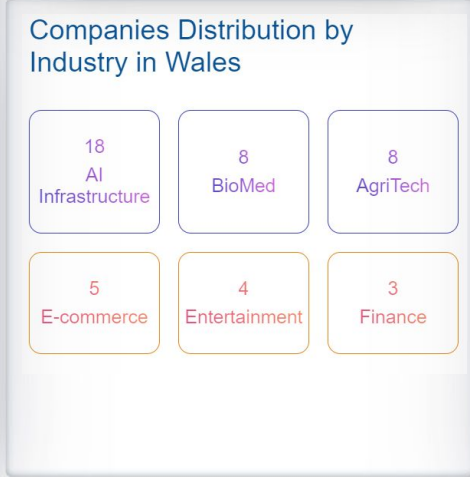 Companies Distribution by
Industry in Wales
18
AI
Infrastructure
8
BioMed
8
AgriTech
5
E-commerce
4
Entertainment
3
Finance